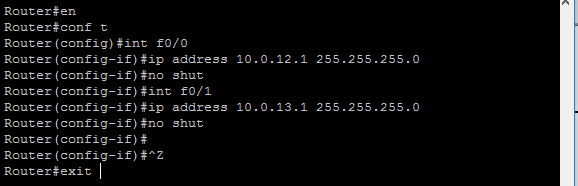 Router#en
Router#conf t
Router(config)#int f0/0
Router(config-if)#ip address 10.0.12.1 255.255.255.0
Router(config-if)#no shut
Router(config-if)#int f0/1
Router(config-if)#ip address 10.0.13.1 255.255.255.0
Router(config-if)#no shut
Router(config-if)#
Router(config-if)#^Z
Router#exit